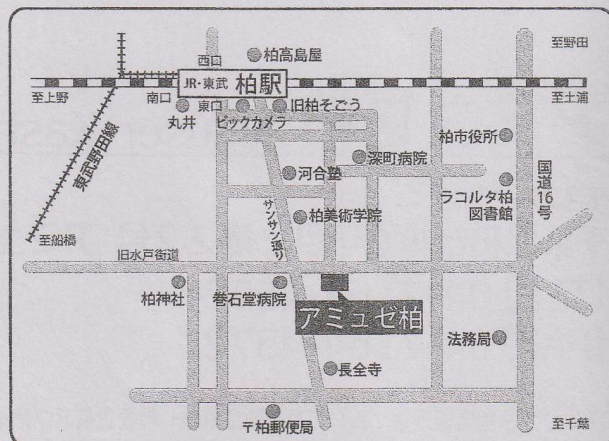 柏高島屋
至野田
西口
JR・東武 柏駅
至上野
南口
東口
至土浦
丸井
ビックカメラ
旧柏そごう
東武野田線
柏市役所
深町病院
河合塾
国道16号
ラコルタ柏
図書館
サンサン通り
柏美術学院
至船橋
旧水戸街道
柏神社
巻石堂病院
アミュゼ柏
法務局
長全寺
〒柏郵便局
至千葉